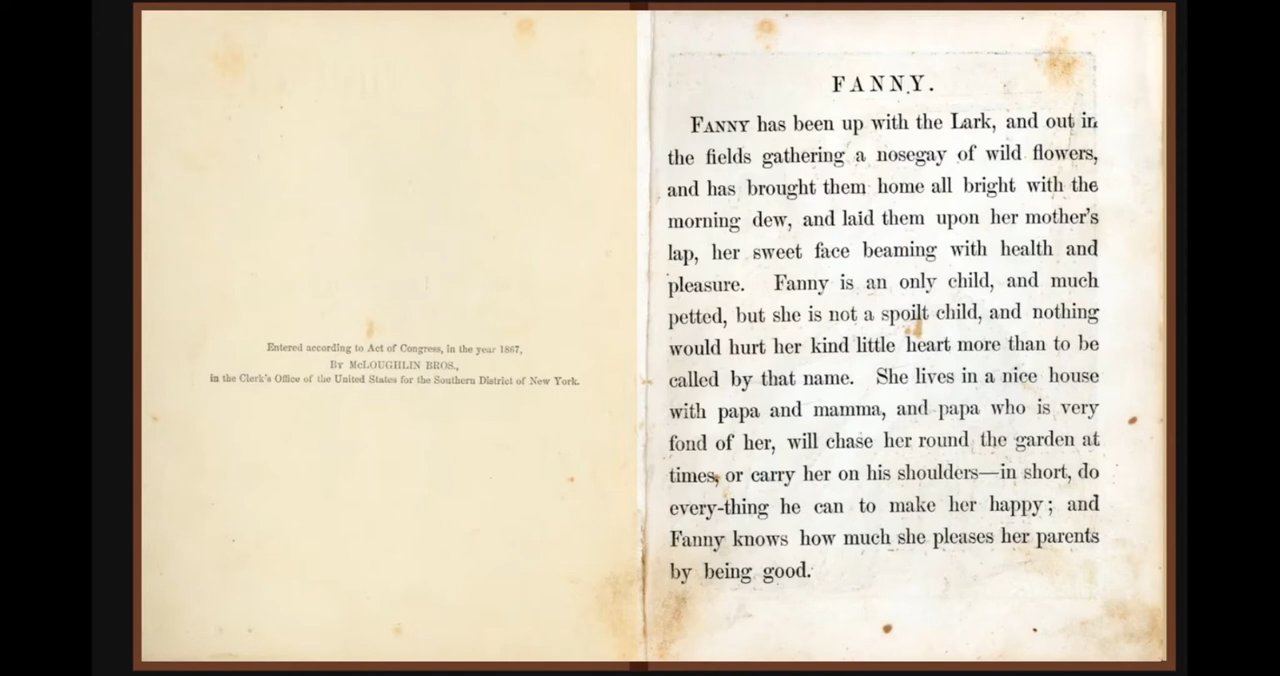 Entered according to Act of Congress, in the year 1867,
By McLOUGHLIN BROS.,
in the Clerk's Office of the United States for the Southern District of New York.
FANNY.
FANNY has been up with the Lark, and out in
the fields gathering a nosegay of wild flowers,
and has brought them home all bright with the
morning dew, and laid them upon her mother's
lap, her sweet face beaming with health and
pleasure. Fanny is an only child, and much
petted, but she is not a spoilt child, and nothing
would hurt her kind little heart more than to be
called by that name. She lives in a nice house
with papa and mamma, and papa who is very
fond of her, will chase her round the garden at
times, or carry her on his shoulders—in short, do
every-thing he can to make her happy; and
Fanny knows how much she pleases her parents
by being good.